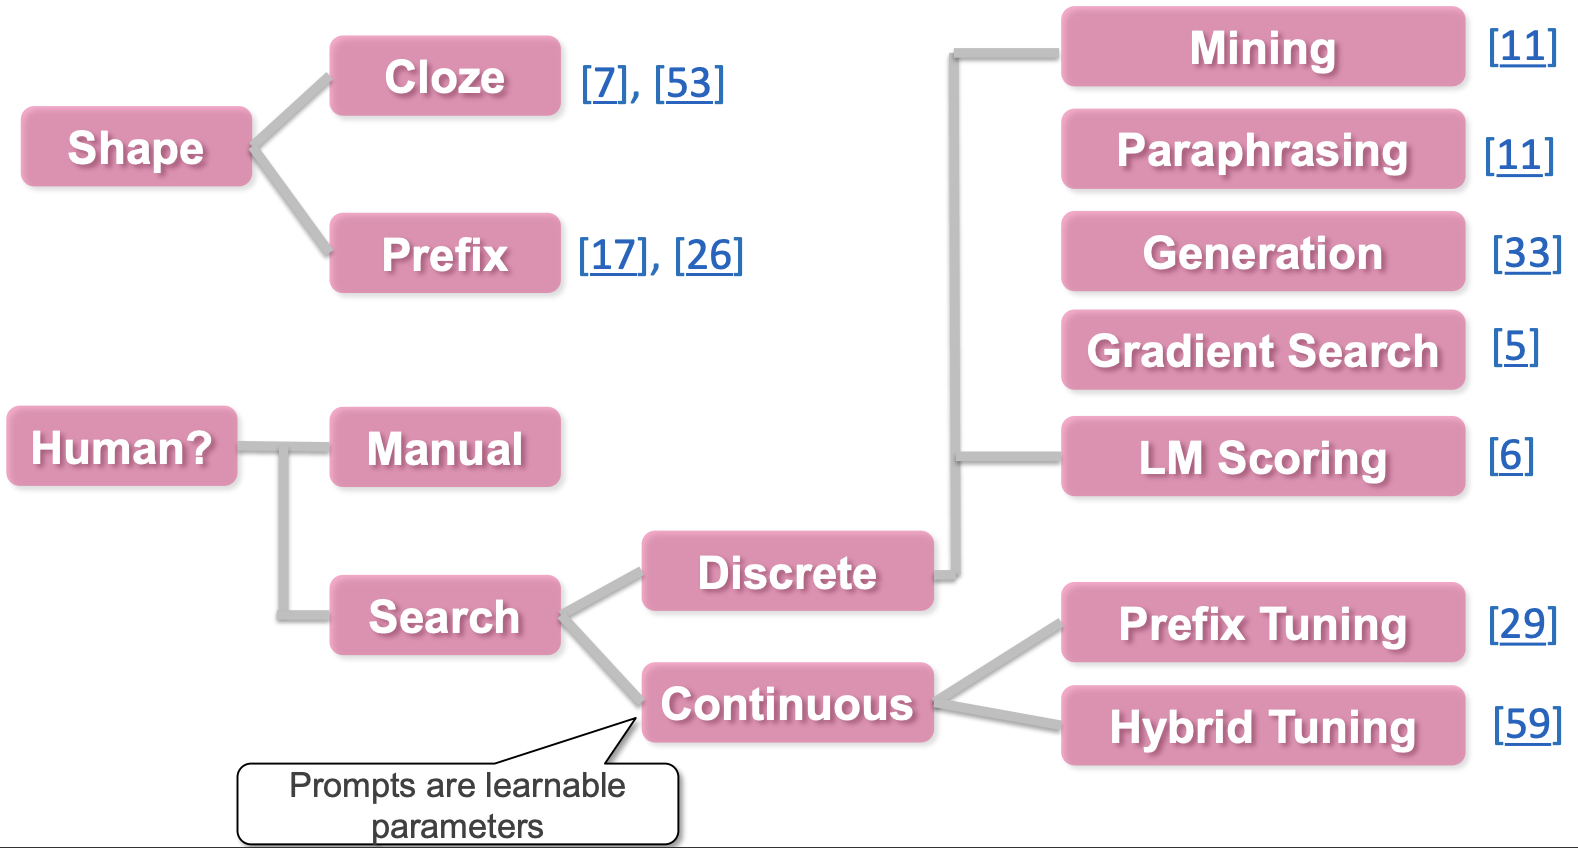 Shape
Cloze [7], [53]
Prefix [17], [26]
Human?
Manual
Search
Discrete
Continuous
Prompts are learnable
parameters
Mining [11]
Paraphrasing [11]
Generation [33]
Gradient Search [5]
LM Scoring [6]
Prefix Tuning [29]
Hybrid Tuning [59]